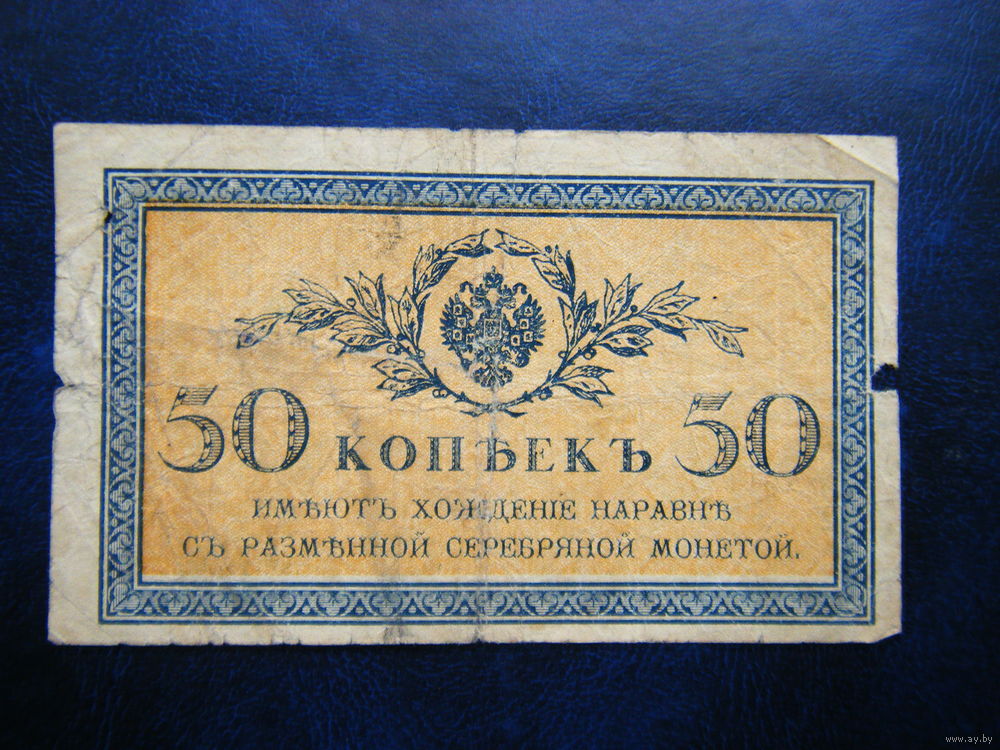 50 КОПѢЕКЪ 50
ИМѢЮТЪ ХОЖДЕНІЕ НАРАВНѢ
СЪ РАЗМѢННОЙ СЕРЕБРЯНОЙ МОНЕТОЙ.
www.ay.by